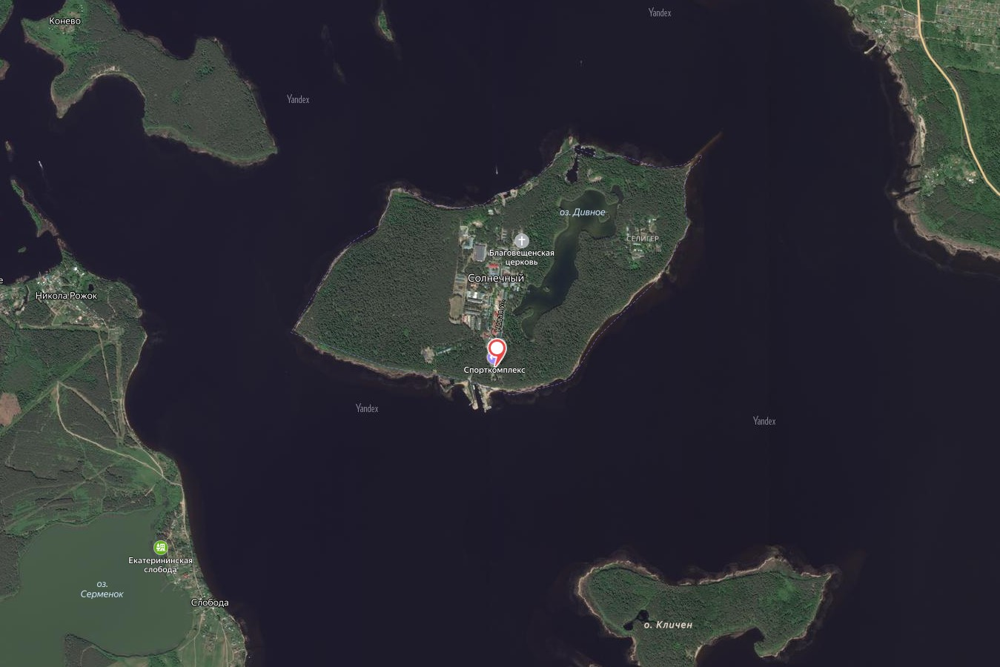 Yandex
Конево
Yandex
оз. Дивное
СЕЛИГЕР
Благовещенская
церковь
Солнечный
Новая ул.
Никола Рожок
Спорткомплекс
Yandex
Yandex
Екатерининская
слобода
оз.
Серменок
Слобода
о. Кличен